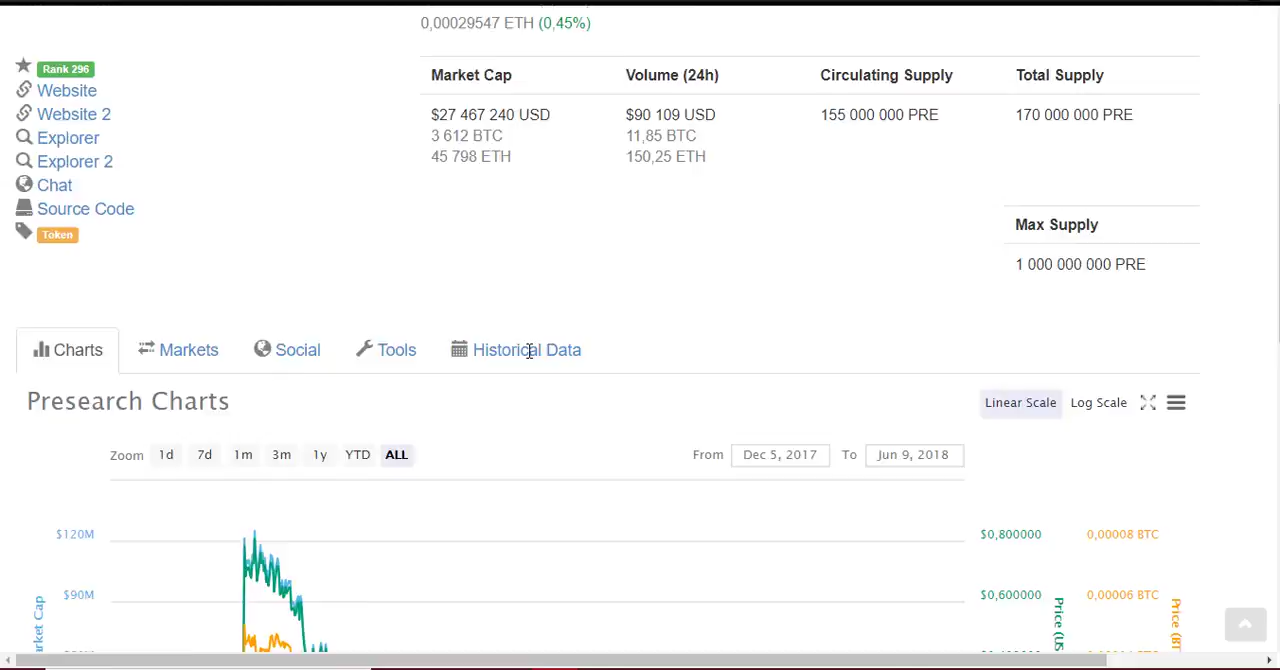 0,00029547 ETH (0,45%)
Rank 296
Website
Website 2
Explorer
Explorer 2
Chat
Source Code
Token
Market Cap Volume (24h) Circulating Supply Total Supply
$27 467 240 USD $90 109 USD 155 000 000 PRE 170 000 000 PRE
3 612 BTC 11,85 BTC
45 798 ETH 150,25 ETH
Max Supply
1 000 000 000 PRE
Charts Markets Social Tools Historical Data
Presearch Charts
Linear Scale Log Scale
Zoom 1d 7d 1m 3m 1y YTD ALL From Dec 5, 2017 To Jun 9, 2018
$120M $0,800000 0,00008 BTC
$90M $0,600000 0,00006 BTC